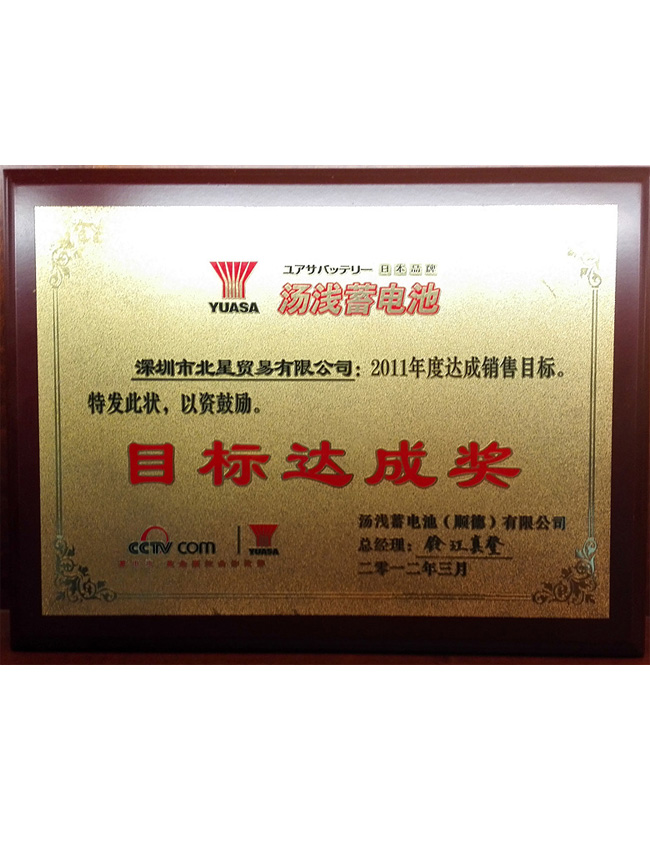 ユアサバッテリー 日本品牌
YUASA 汤浅蓄电池
深圳市北星贸易有限公司：2011年度达成销售目标。
特发此状，以资鼓励。
目标达成奖
汤浅蓄电池（顺德）有限公司
CCTV com YUASA
总经理：
二零一二年三月